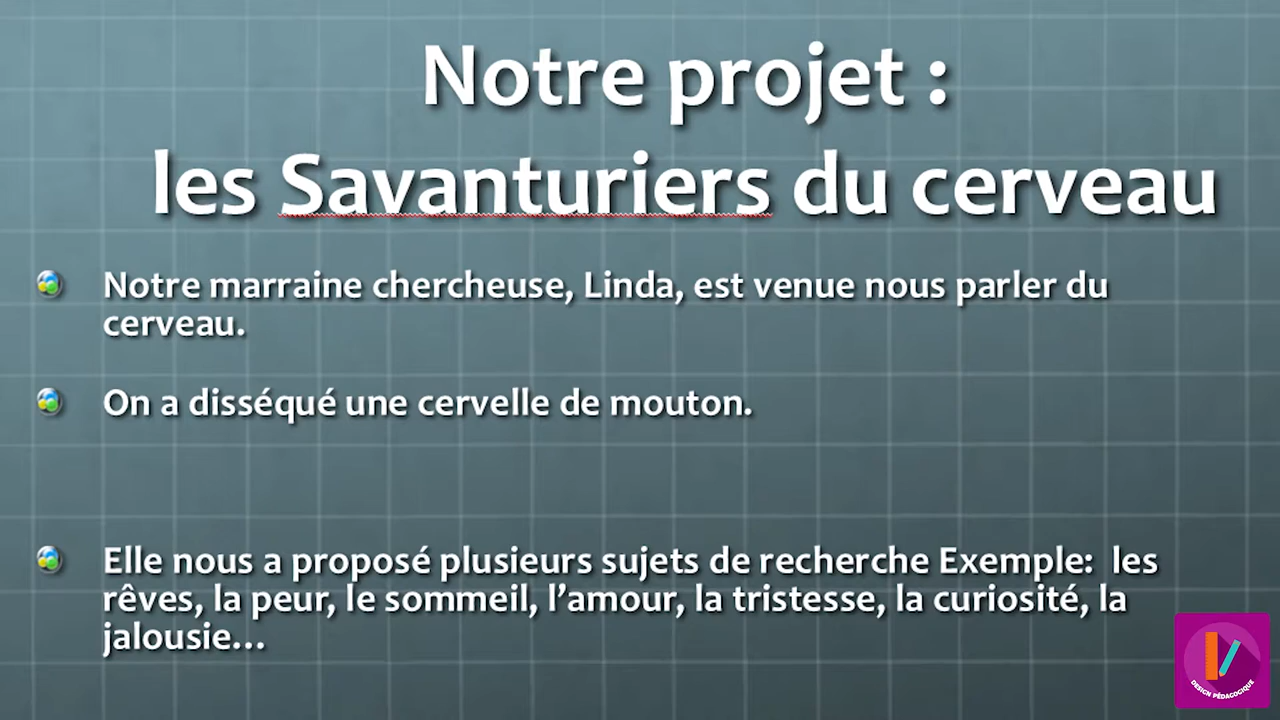 Notre projet :
les Savanturiers du cerveau
Notre marraine chercheuse, Linda, est venue nous parler du
cerveau.
On a disséqué une cervelle de mouton.
Elle nous a proposé plusieurs sujets de recherche Exemple:  les
rêves, la peur, le sommeil, l’amour, la tristesse, la curiosité, la
jalousie…
DESIGN PÉDAGOGIQUE